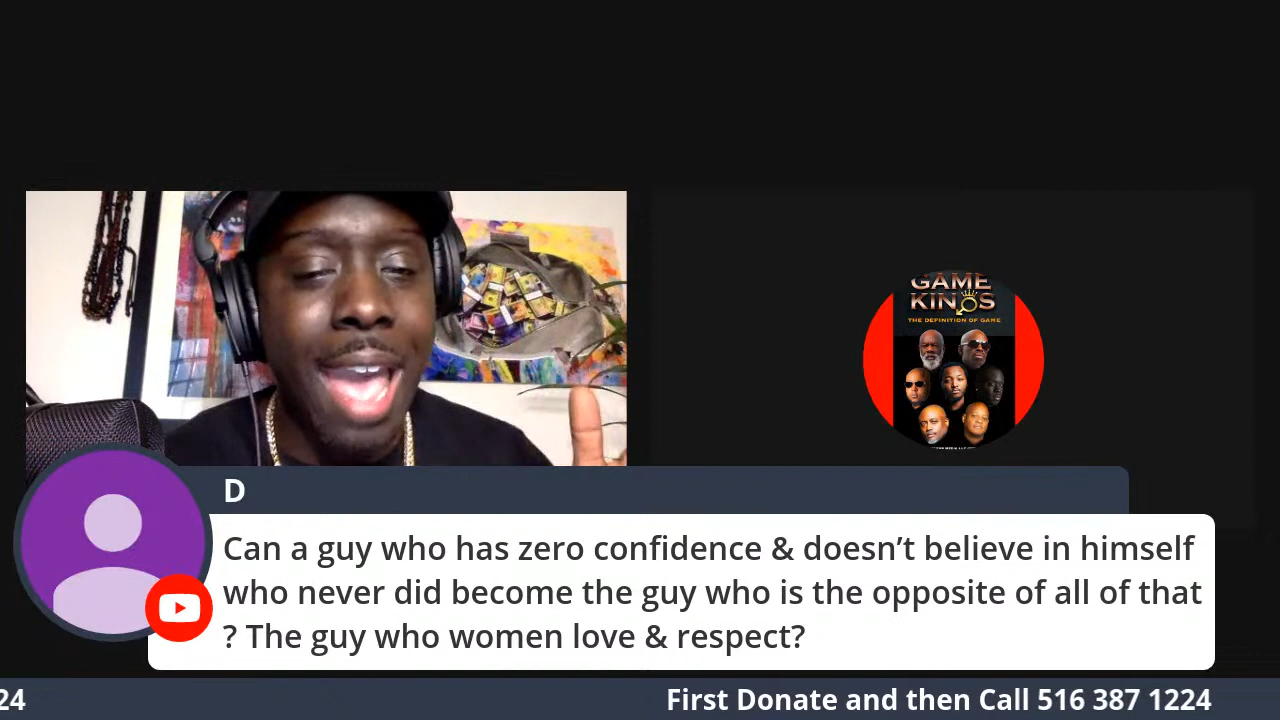 GAME
KINGS
THE DEFINITION OF GAME
D
Can a guy who has zero confidence & doesn’t believe in himself
who never did become the guy who is the opposite of all of that
? The guy who women love & respect?
24
First Donate and then Call 516 387 1224